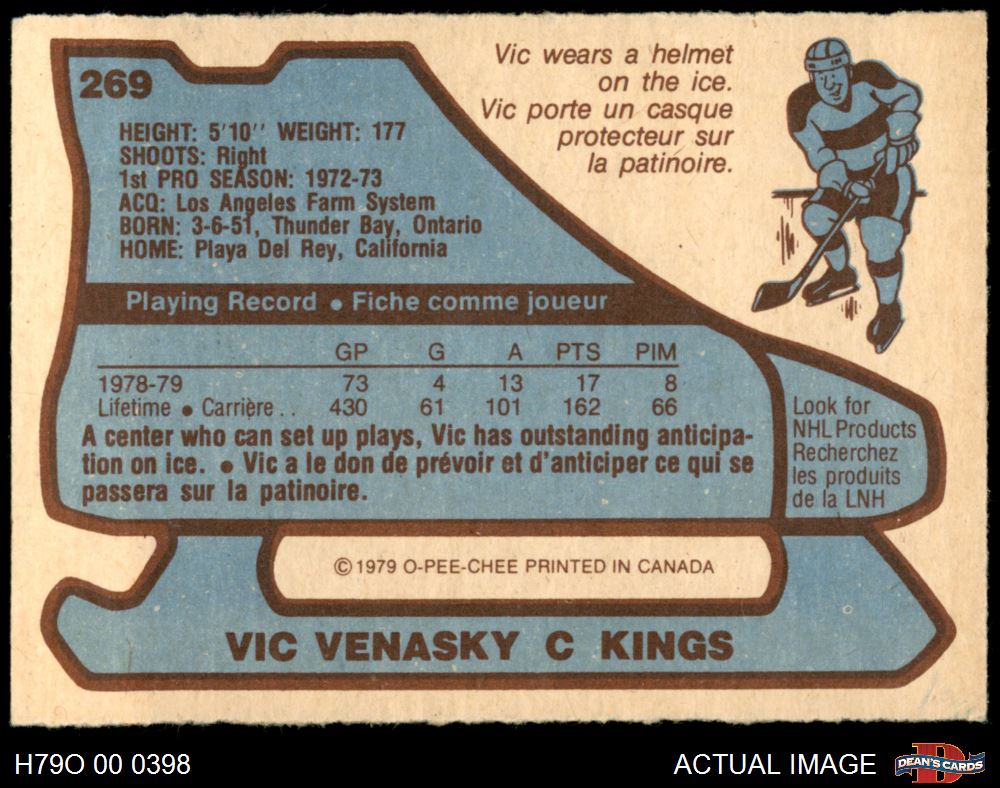 269
Vic wears a helmet
on the ice.
Vic porte un casque
protecteur sur
la patinoire.
HEIGHT: 5'10'' WEIGHT: 177
SHOOTS: Right
1st PRO SEASON: 1972-73
ACQ: Los Angeles Farm System
BORN: 3-6-51, Thunder Bay, Ontario
HOME: Playa Del Rey, California
Playing Record • Fiche comme joueur
GP G A PTS PIM
1978-79 73 4 13 17 8
Lifetime • Carrière . . 430 61 101 162 66
A center who can set up plays, Vic has outstanding anticipa-
tion on ice. • Vic a le don de prévoir et d'anticiper ce qui se
passera sur la patinoire.
Look for
NHL Products
Recherchez
les produits
de la LNH
© 1979 O-PEE-CHEE PRINTED IN CANADA
VIC VENASKY C KINGS
H79O 00 0398
ACTUAL IMAGE
D
DEAN'S CARDS